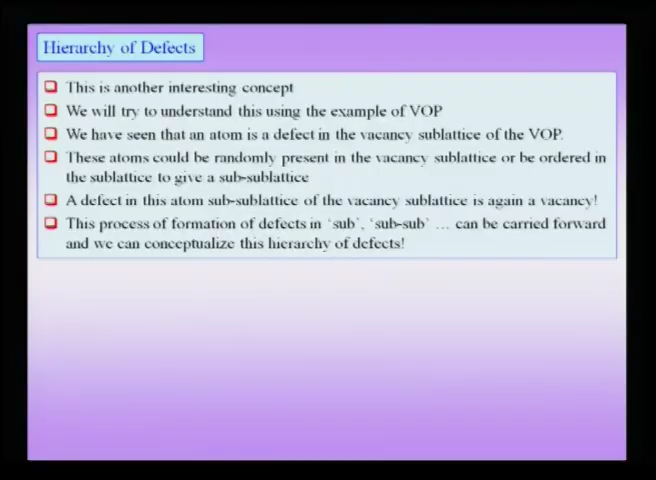 Hierarchy of Defects
This is another interesting concept
We will try to understand this using the example of VOP
We have seen that an atom is a defect in the vacancy sublattice of the VOP.
These atoms could be randomly present in the vacancy sublattice or be ordered in
the sublattice to give a sub-sublattice
A defect in this atom sub-sublattice of the vacancy sublattice is again a vacancy!
This process of formation of defects in ‘sub’, ‘sub-sub’ ... can be carried forward
and we can conceptualize this hierarchy of defects!